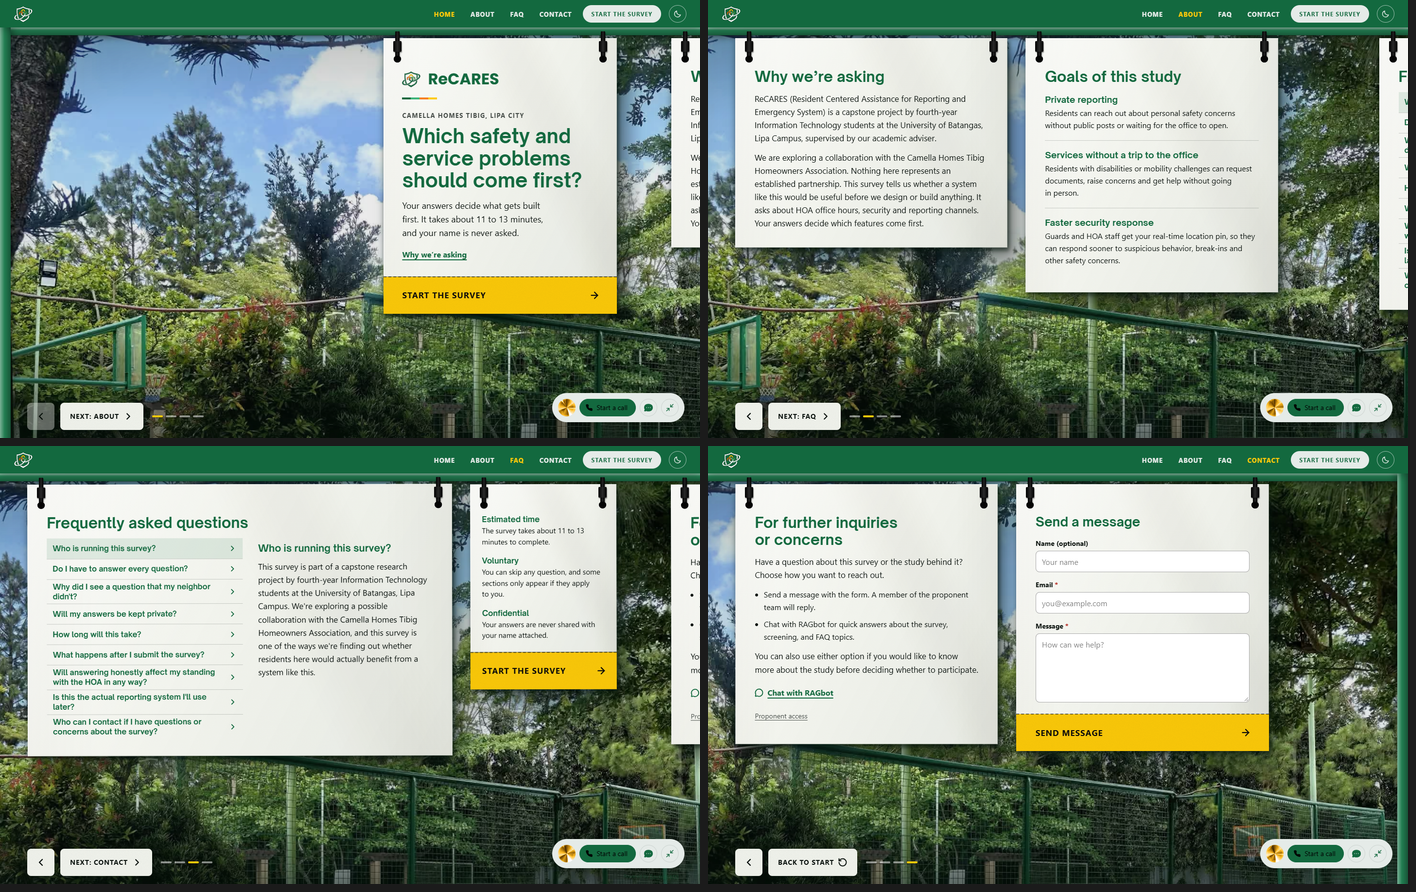 HOME ABOUT FAQ CONTACT START THE SURVEY
ReCARES
CAMELLA HOMES TIBIG, LIPA CITY
Which safety and
service problems
should come first?
Your answers decide what gets built
first. It takes about 11 to 13 minutes,
and your name is never asked.
Why we're asking
START THE SURVEY
NEXT: ABOUT
Start a call
HOME ABOUT FAQ CONTACT START THE SURVEY
Why we're asking
ReCARES (Resident Centered Assistance for Reporting and
Emergency System) is a capstone project by fourth-year
Information Technology students at the University of Batangas,
Lipa Campus, supervised by our academic adviser.
We are exploring a collaboration with the Camella Homes Tibig
Homeowners Association. Nothing here represents an
established partnership. This survey tells us whether a system
like this would be useful before we design or build anything. It
asks about HOA office hours, security and reporting channels.
Your answers decide which features come first.
Goals of this study
Private reporting
Residents can reach out about personal safety concerns
without public posts or waiting for the office to open.
Services without a trip to the office
Residents with disabilities or mobility challenges can request
documents, raise concerns and get help without going
in person.
Faster security response
Guards and HOA staff get your real-time location pin, so they
can respond sooner to suspicious behavior, break-ins and
other safety concerns.
NEXT: FAQ
Start a call
HOME ABOUT FAQ CONTACT START THE SURVEY
Frequently asked questions
Who is running this survey?
Do I have to answer every question?
Why did I see a question that my neighbor
didn't?
Will my answers be kept private?
How long will this take?
What happens after I submit the survey?
Will answering honestly affect my standing
with the HOA in any way?
Is this the actual reporting system I'll use
later?
Who can I contact if I have questions or
concerns about the survey?
Who is running this survey?
This survey is part of a capstone research
project by fourth-year Information Technology
students at the University of Batangas, Lipa
Campus. We're exploring a possible
collaboration with the Camella Homes Tibig
Homeowners Association, and this survey is
one of the ways we're finding out whether
residents here would actually benefit from a
system like this.
Estimated time
The survey takes about 11 to 13
minutes to complete.
Voluntary
You can skip any question, and some
sections only appear if they apply
to you.
Confidential
Your answers are never shared with
your name attached.
START THE SURVEY
NEXT: CONTACT
Start a call
HOME ABOUT FAQ CONTACT START THE SURVEY
For further inquiries
or concerns
Have a question about this survey or the study behind it?
Choose how you want to reach out.
• Send a message with the form. A member of the proponent
team will reply.
• Chat with RAGbot for quick answers about the survey,
screening, and FAQ topics.
You can also use either option if you would like to know
more about the study before deciding whether to participate.
Chat with RAGbot
Proponent access
Send a message
Name (optional)
Your name
Email *
you@example.com
Message *
How can we help?
SEND MESSAGE
BACK TO START
Start a call